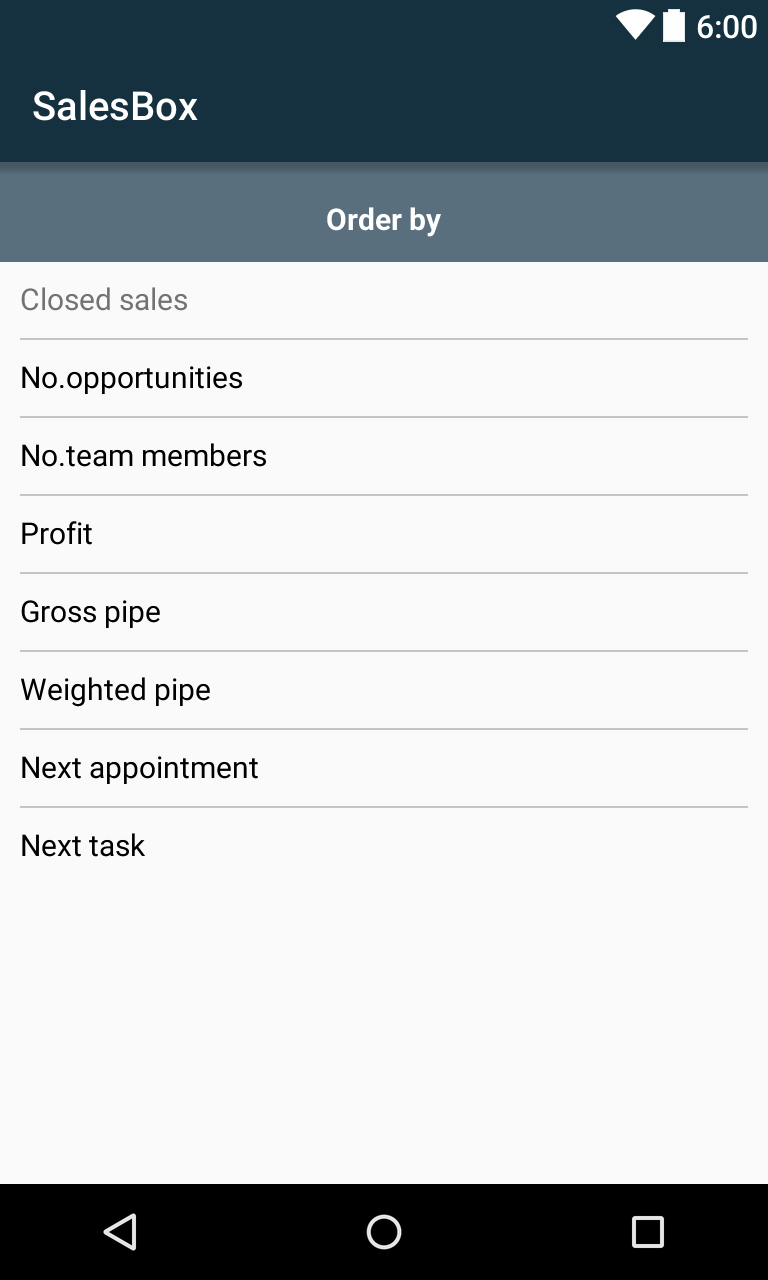 6:00
SalesBox
Order by
Closed sales
No.opportunities
No.team members
Profit
Gross pipe
Weighted pipe
Next appointment
Next task